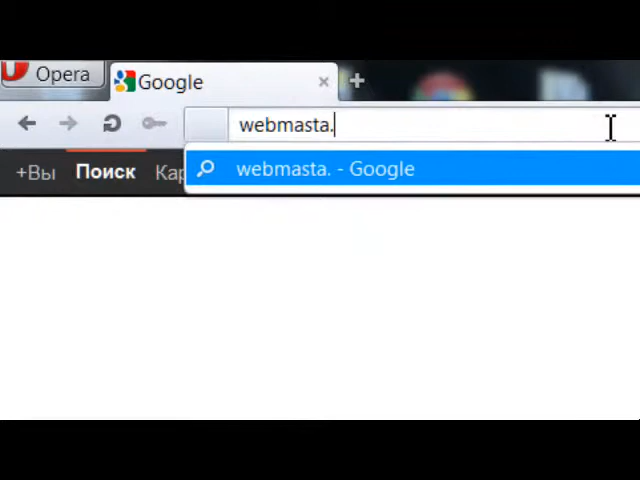 Opera
Google
webmasta.
webmasta. - Google
+Вы Поиск